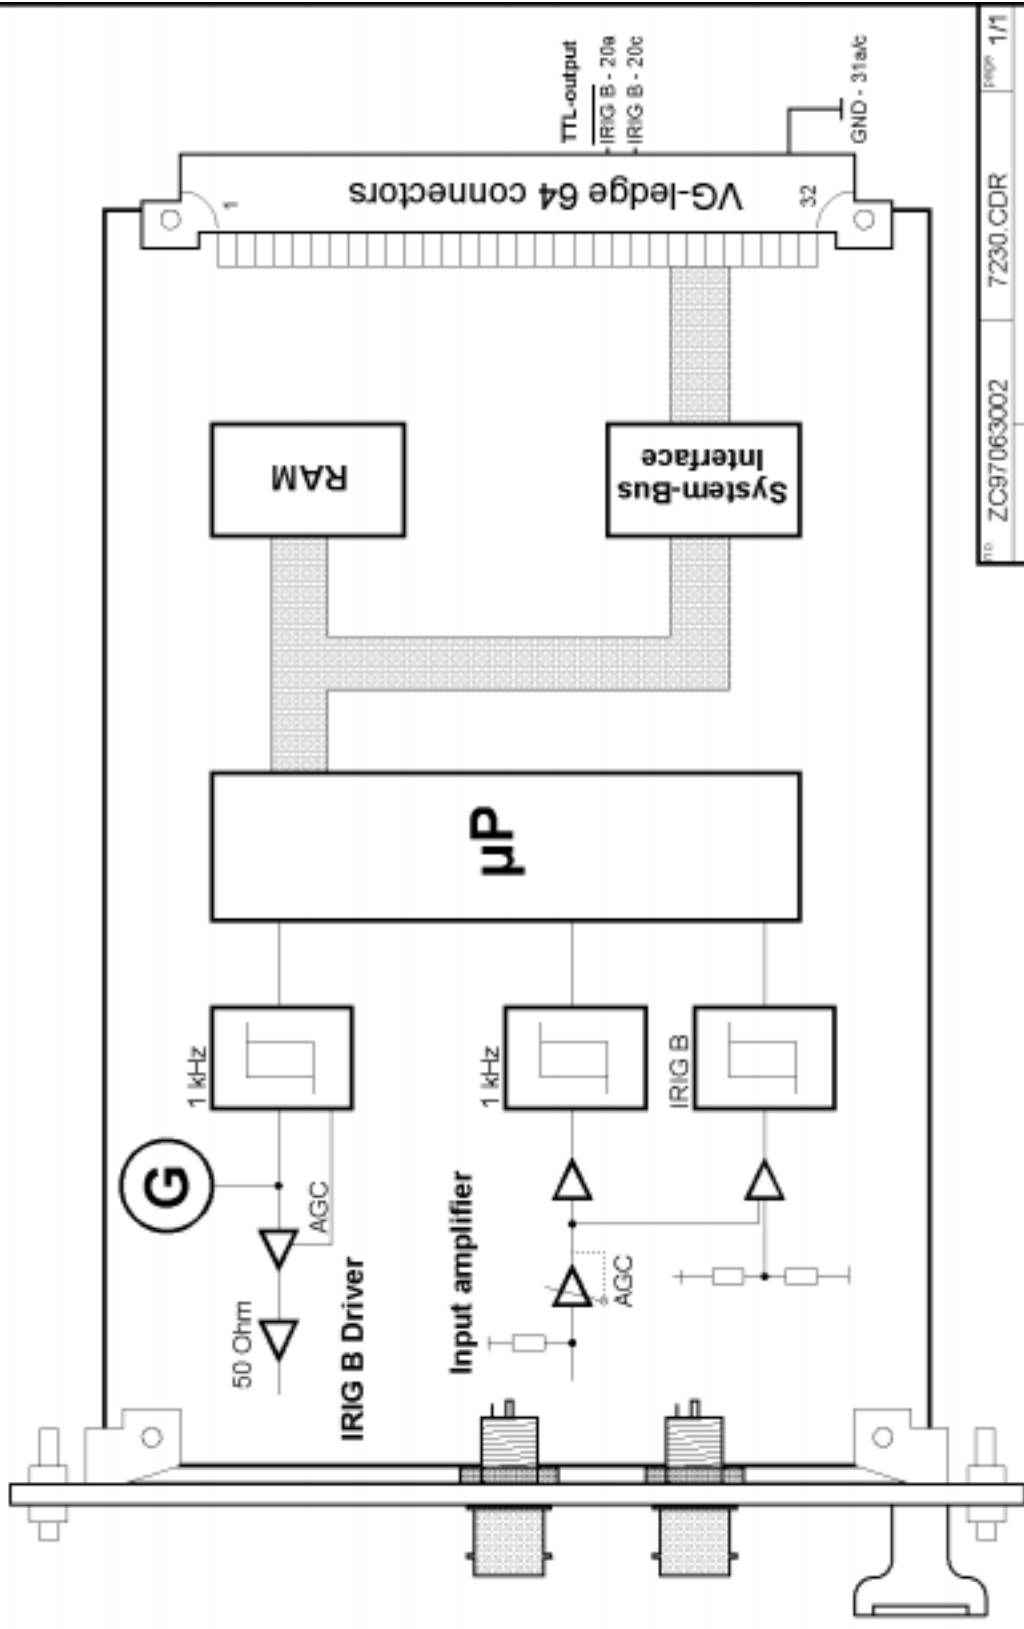 TTL-output
IRIG B - 20a
IRIG B - 20c
GND - 31a/c
VG-ledge 64 connectors
1
32
RAM
System-Bus
Interface
µP
1 kHz
1 kHz
IRIG B
G
AGC
50 Ohm
IRIG B Driver
Input amplifier
AGC
no. ZC97063002
7230.CDR
page 1/1